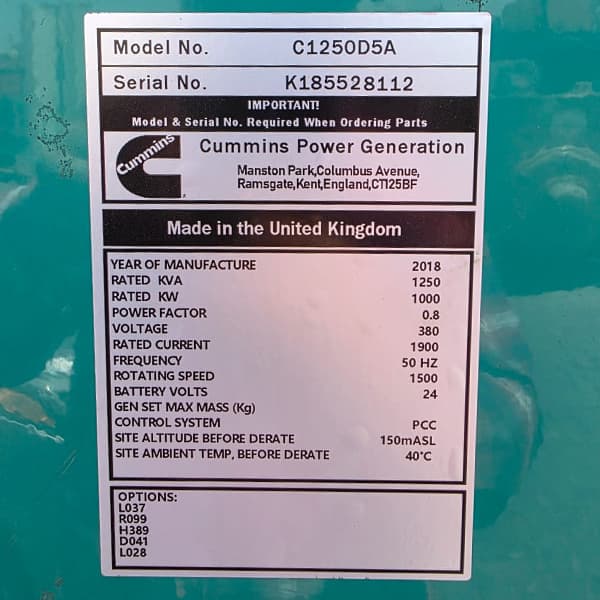 Model No. C1250D5A
Serial No. K185528112
IMPORTANT!
Model & Serial No. Required When Ordering Parts
Cummins
Cummins Power Generation
Manston Park,Columbus Avenue,
Ramsgate,Kent,England,CT125BF
Made in the United Kingdom
YEAR OF MANUFACTURE 2018
RATED KVA 1250
RATED KW 1000
POWER FACTOR 0.8
VOLTAGE 380
RATED CURRENT 1900
FREQUENCY 50 HZ
ROTATING SPEED 1500
BATTERY VOLTS 24
GEN SET MAX MASS (Kg)
CONTROL SYSTEM PCC
SITE ALTITUDE BEFORE DERATE 150mASL
SITE AMBIENT TEMP, BEFORE DERATE 40°C
OPTIONS:
L037
R099
H389
D041
L028